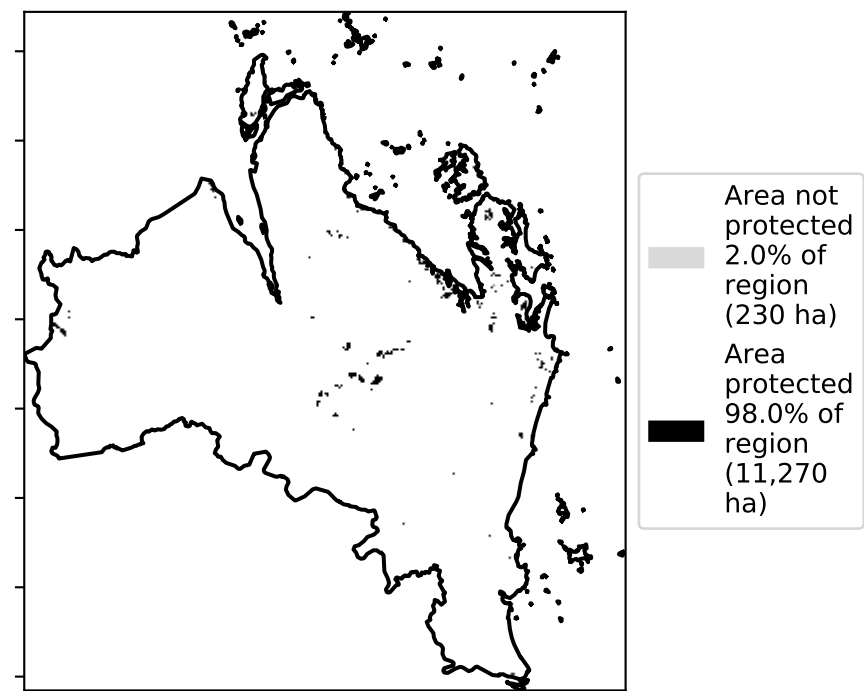 Area not
protected
2.0% of
region
(230 ha)
Area
protected
98.0% of
region
(11,270
ha)